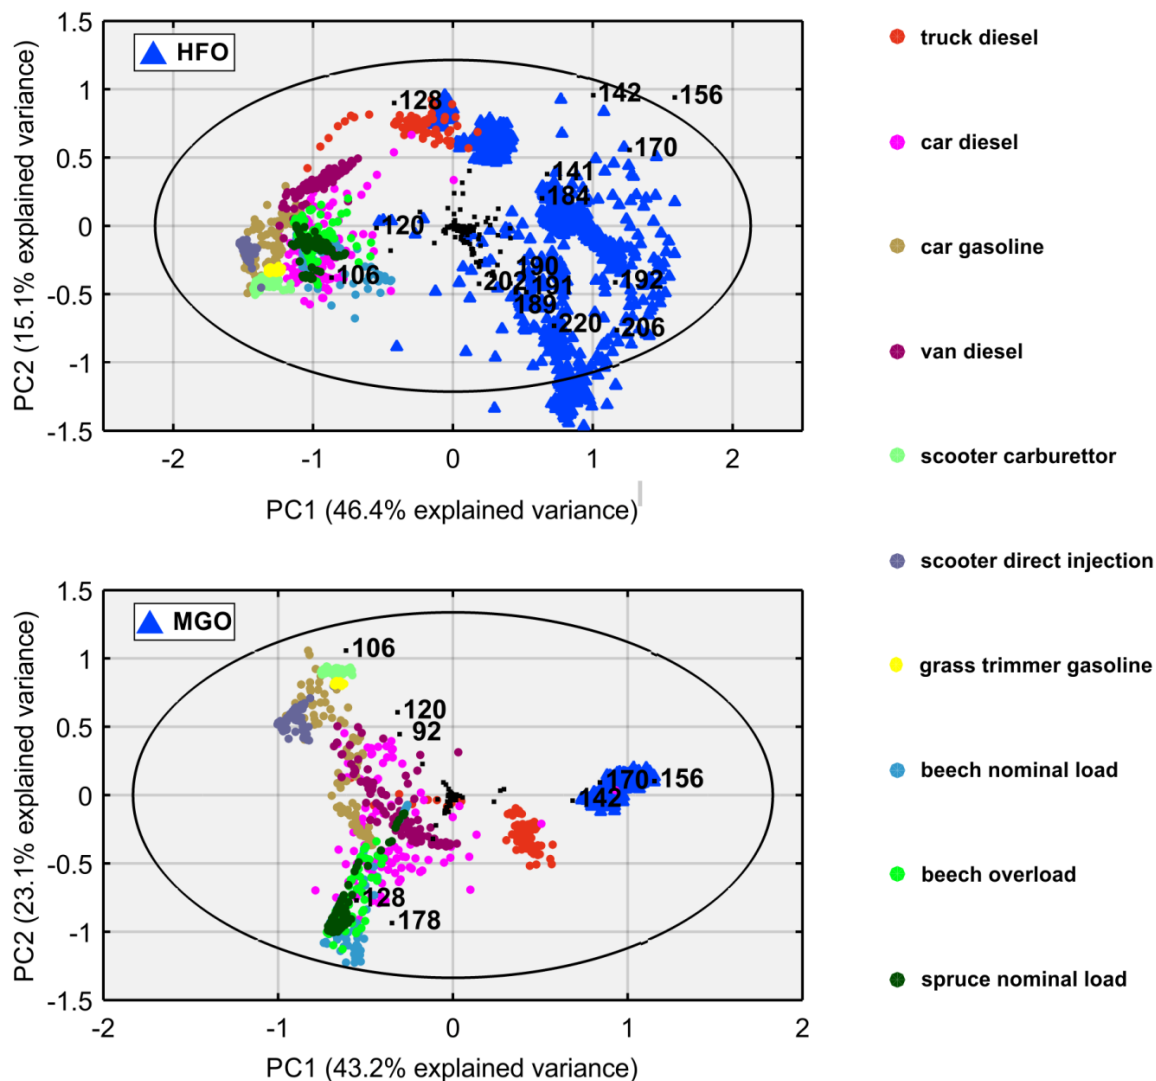 1.5
1
0.5
0
-0.5
-1
-1.5
PC2 (15.1% explained variance)
HFO
128
142
156
170
141
184
120
190
106
202
191
192
189
220
206
-2
-1
0
1
2
PC1 (46.4% explained variance)
1.5
1
0.5
0
-0.5
-1
-1.5
PC2 (23.1% explained variance)
MGO
106
120
92
170
156
142
128
178
-2
-1
0
1
2
PC1 (43.2% explained variance)
truck diesel
car diesel
car gasoline
van diesel
scooter carburettor
scooter direct injection
grass trimmer gasoline
beech nominal load
beech overload
spruce nominal load